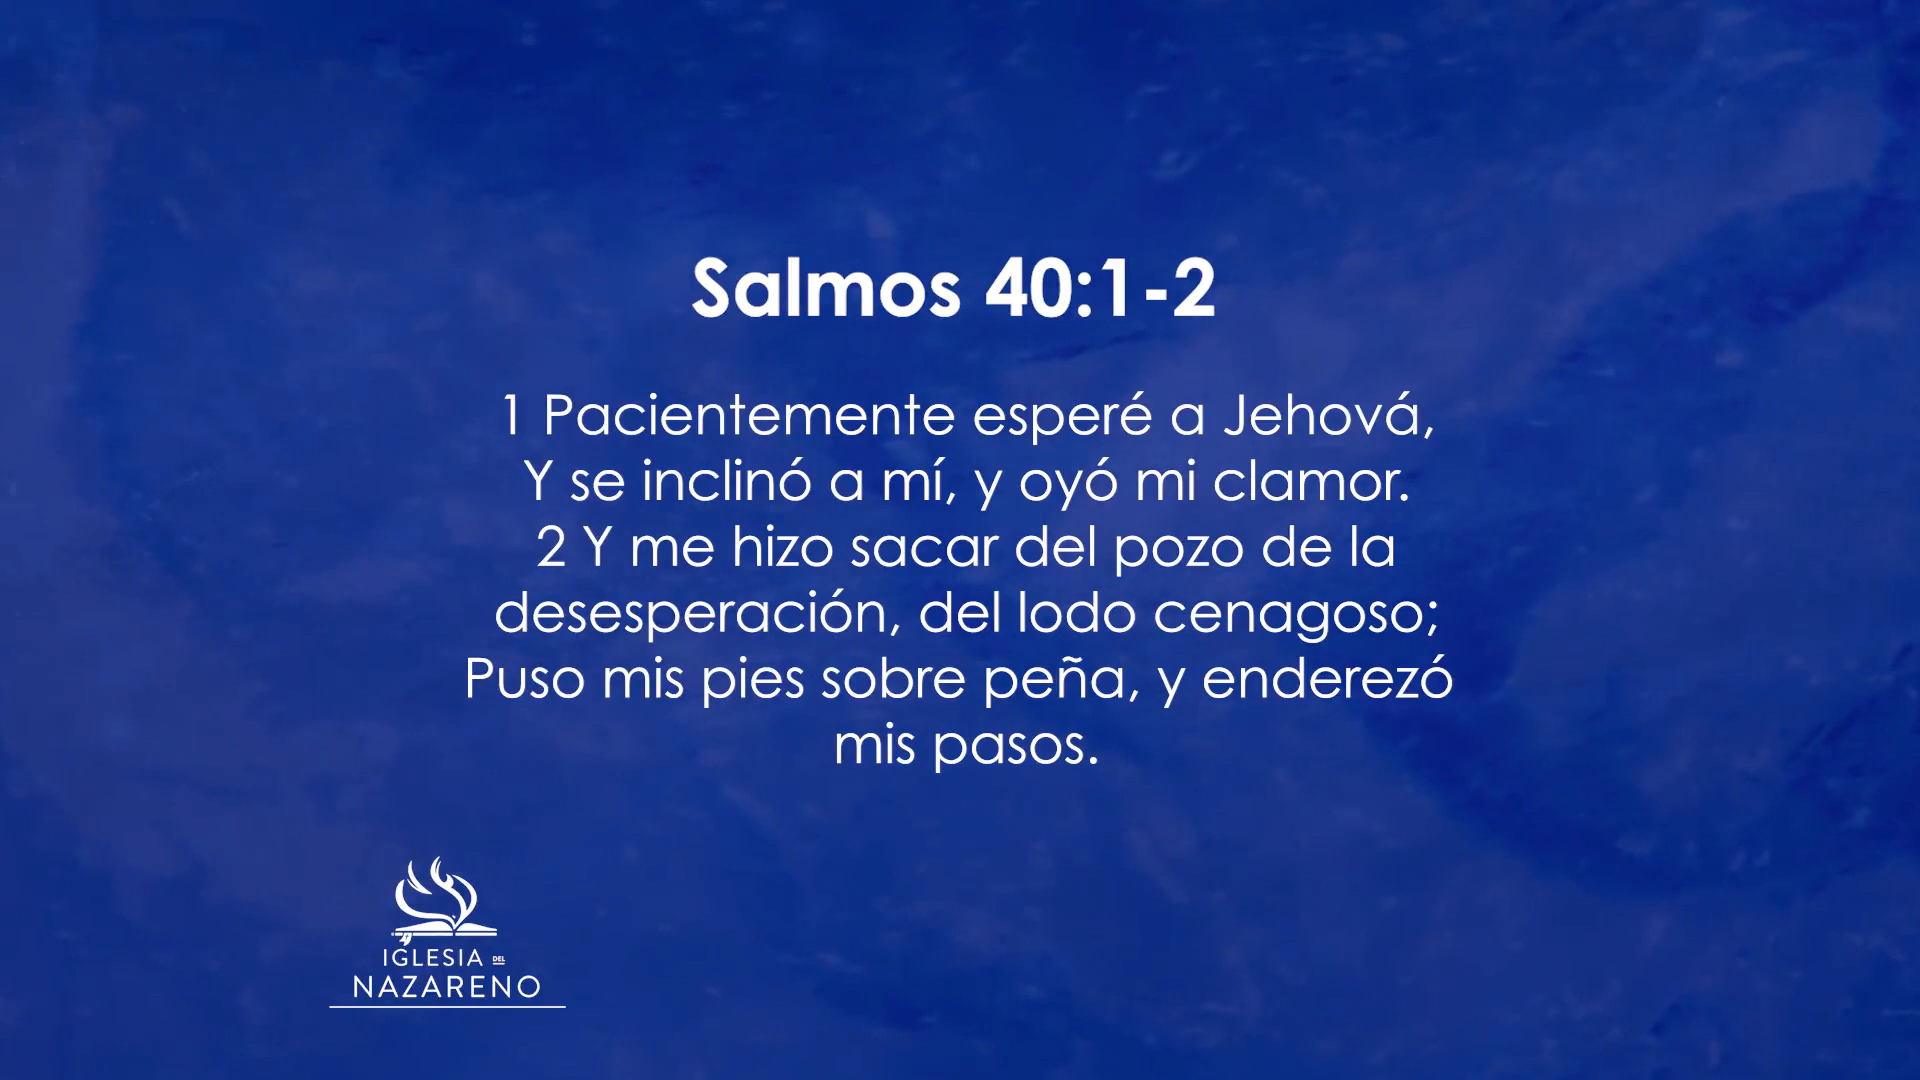 Salmos 40:1-2
1 Pacientemente esperé a Jehová,
Y se inclinó a mí, y oyó mi clamor.
2 Y me hizo sacar del pozo de la
desesperación, del lodo cenagoso;
Puso mis pies sobre peña, y enderezó
mis pasos.
IGLESIA DEL
NAZARENO